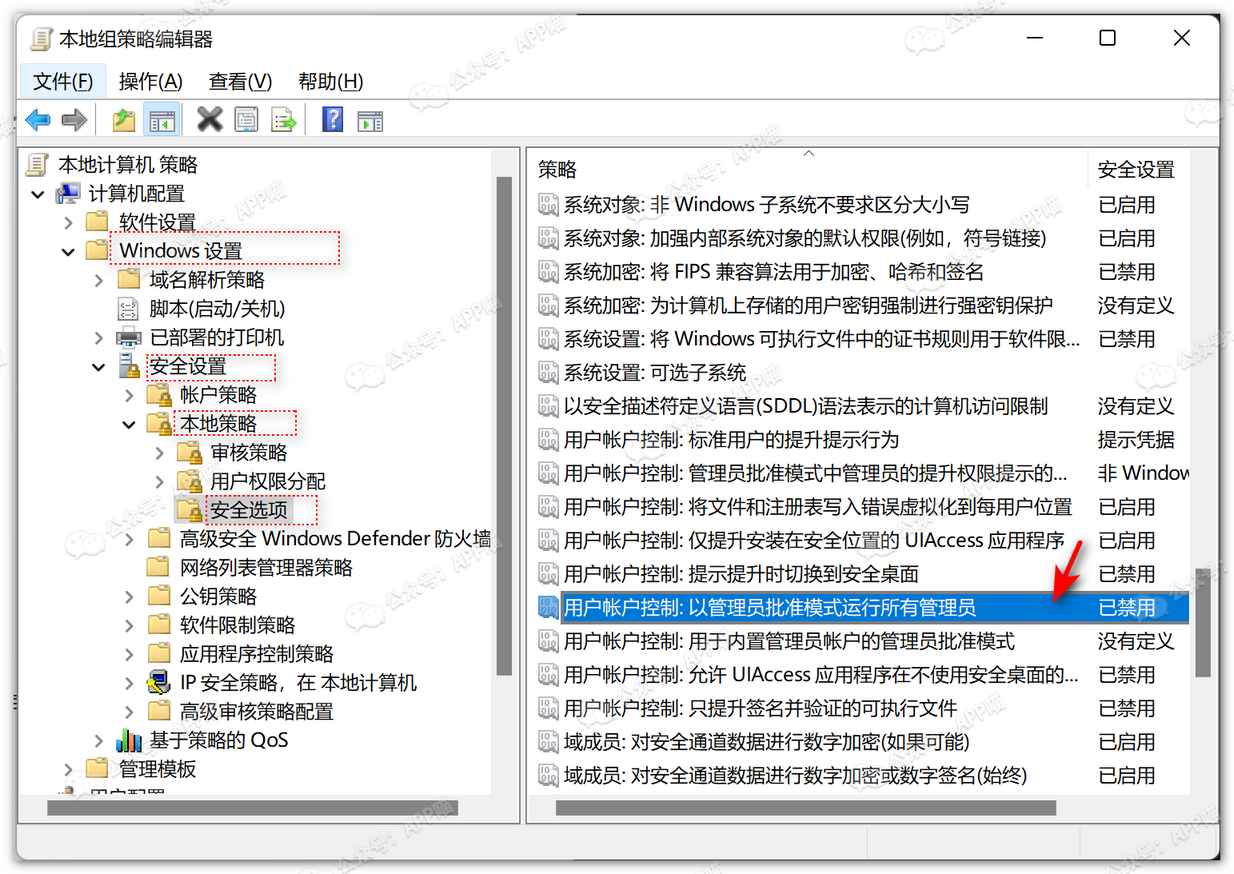 本地组策略编辑器
文件(F) 操作(A) 查看(V) 帮助(H)
本地计算机 策略
计算机配置
软件设置
Windows 设置
域名解析策略
脚本(启动/关机)
已部署的打印机
安全设置
帐户策略
本地策略
审核策略
用户权限分配
安全选项
高级安全 Windows Defender 防火墙
网络列表管理器策略
公钥策略
软件限制策略
应用程序控制策略
IP 安全策略，在 本地计算机
高级审核策略配置
基于策略的 QoS
管理模板
用户配置
策略 安全设置
系统对象: 非 Windows 子系统不要求区分大小写 已启用
系统对象: 加强内部系统对象的默认权限(例如，符号链接) 已启用
系统加密: 将 FIPS 兼容算法用于加密、哈希和签名 已禁用
系统加密: 为计算机上存储的用户密钥强制进行强密钥保护 没有定义
系统设置: 将 Windows 可执行文件中的证书规则用于软件限... 已禁用
系统设置: 可选子系统
以安全描述符定义语言(SDDL)语法表示的计算机访问限制 没有定义
用户帐户控制: 标准用户的提升提示行为 提示凭据
用户帐户控制: 管理员批准模式中管理员的提升权限提示的... 非 Window
用户帐户控制: 将文件和注册表写入错误虚拟化到每用户位置 已启用
用户帐户控制: 仅提升安装在安全位置的 UIAccess 应用程序 已启用
用户帐户控制: 提示提升时切换到安全桌面 已禁用
用户帐户控制: 以管理员批准模式运行所有管理员 已禁用
用户帐户控制: 用于内置管理员帐户的管理员批准模式 没有定义
用户帐户控制: 允许 UIAccess 应用程序在不使用安全桌面的... 已禁用
用户帐户控制: 只提升签名并验证的可执行文件 已禁用
域成员: 对安全通道数据进行数字加密(如果可能) 已启用
域成员: 对安全通道数据进行数字加密或数字签名(始终) 已启用
公众号：APP喵